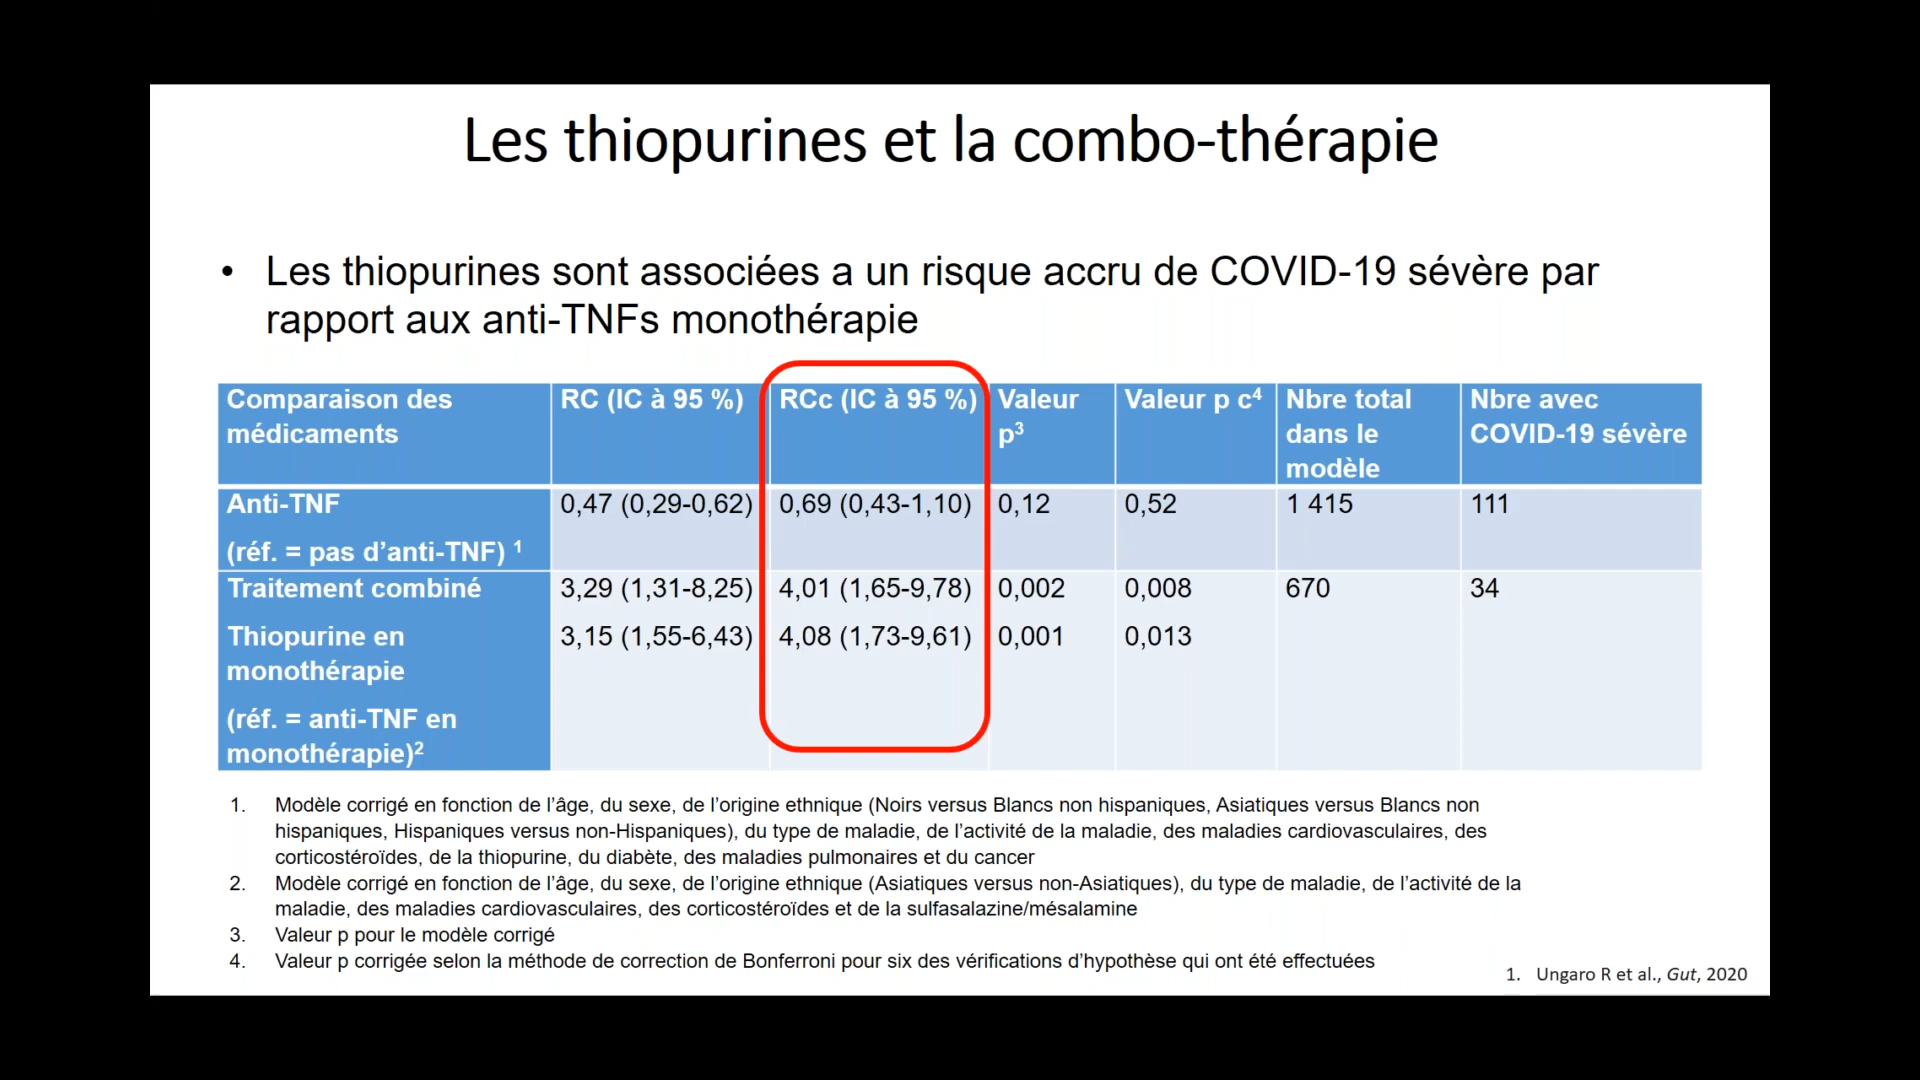 Les thiopurines et la combo-thérapie
• Les thiopurines sont associées a un risque accru de COVID-19 sévère par
rapport aux anti-TNFs monothérapie
Comparaison des médicaments | RC (IC à 95 %) | RCc (IC à 95 %) | Valeur p³ | Valeur p c⁴ | Nbre total dans le modèle | Nbre avec COVID-19 sévère
Anti-TNF | 0,47 (0,29-0,62) | 0,69 (0,43-1,10) | 0,12 | 0,52 | 1 415 | 111
(réf. = pas d’anti-TNF) ¹
Traitement combiné | 3,29 (1,31-8,25) | 4,01 (1,65-9,78) | 0,002 | 0,008 | 670 | 34
Thiopurine en monothérapie | 3,15 (1,55-6,43) | 4,08 (1,73-9,61) | 0,001 | 0,013
(réf. = anti-TNF en
monothérapie)²
1. Modèle corrigé en fonction de l’âge, du sexe, de l’origine ethnique (Noirs versus Blancs non hispaniques, Asiatiques versus Blancs non
hispaniques, Hispaniques versus non-Hispaniques), du type de maladie, de l’activité de la maladie, des maladies cardiovasculaires, des
corticostéroïdes, de la thiopurine, du diabète, des maladies pulmonaires et du cancer
2. Modèle corrigé en fonction de l’âge, du sexe, de l’origine ethnique (Asiatiques versus non-Asiatiques), du type de maladie, de l’activité de la
maladie, des maladies cardiovasculaires, des corticostéroïdes et de la sulfasalazine/mésalamine
3. Valeur p pour le modèle corrigé
4. Valeur p corrigée selon la méthode de correction de Bonferroni pour six des vérifications d’hypothèse qui ont été effectuées
1. Ungaro R et al., Gut, 2020